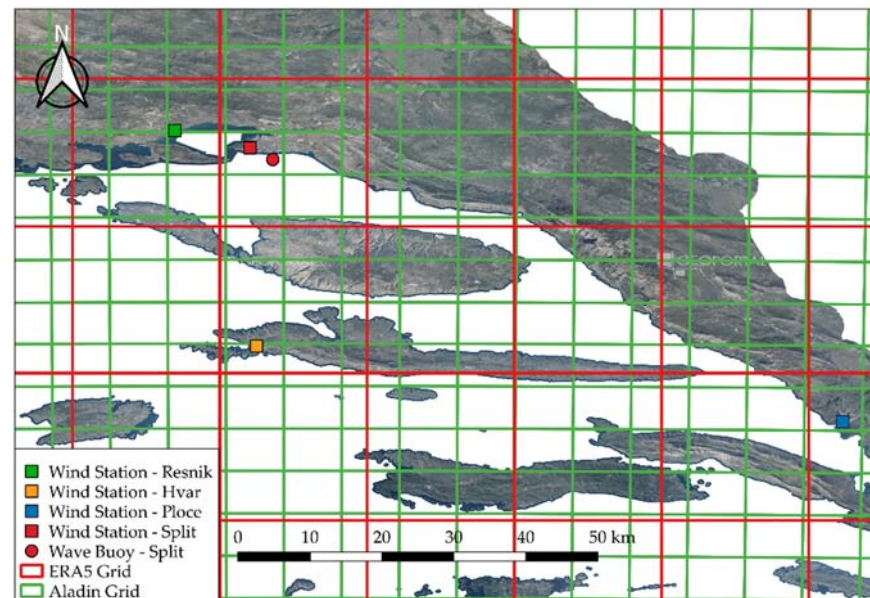 N
GEOPORTAL
Wind Station - Resnik
Wind Station - Hvar
Wind Station - Ploce
Wind Station - Split
Wave Buoy - Split
ERA5 Grid
Aladin Grid
0 10 20 30 40 50 km